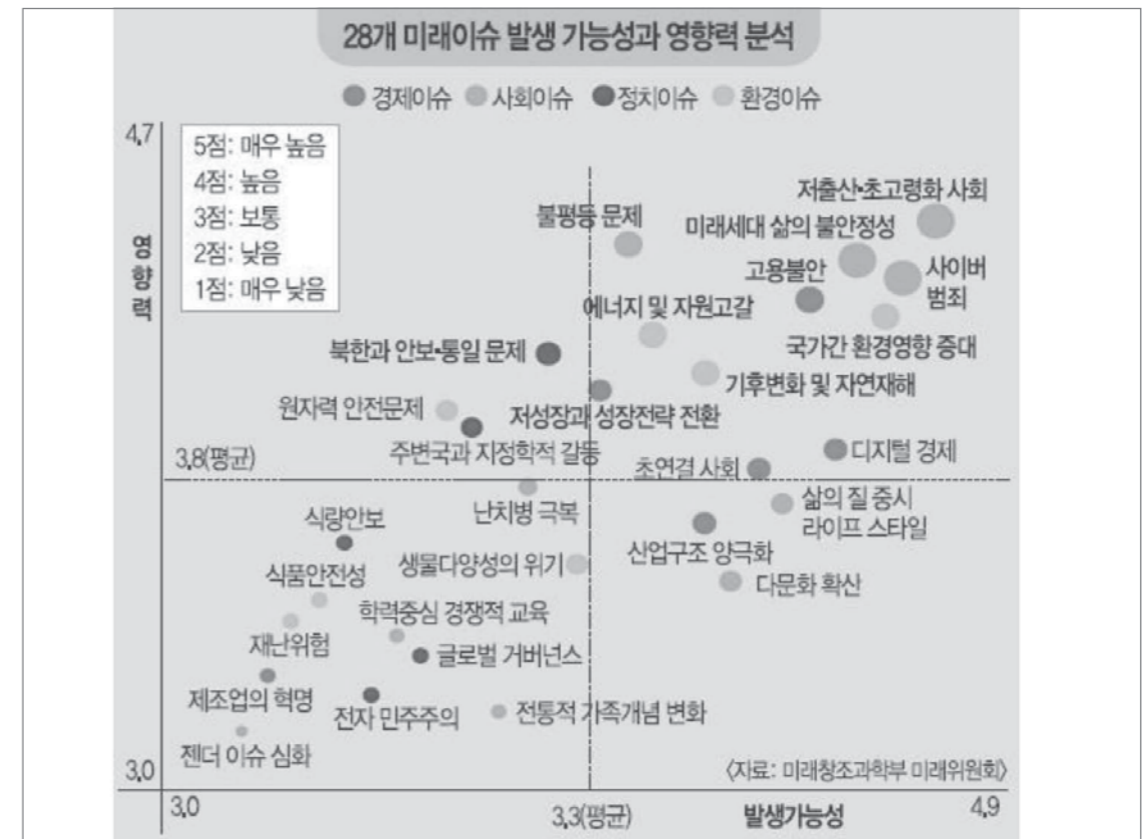 28개 미래이슈 발생 가능성과 영향력 분석
경제이슈 사회이슈 정치이슈 환경이슈
4.7
5점: 매우 높음
4점: 높음
3점: 보통
2점: 낮음
1점: 매우 낮음
영향력
저출산·초고령화 사회
불평등 문제
미래세대 삶의 불안정성
고용불안
사이버
범죄
에너지 및 자원고갈
국가간 환경영향 증대
북한과 안보·통일 문제
기후변화 및 자연재해
원자력 안전문제
저성장과 성장전략 전환
주변국과 지정학적 갈등
디지털 경제
3.8(평균)
초연결 사회
삶의 질 중시
라이프 스타일
난치병 극복
식량안보
산업구조 양극화
생물다양성의 위기
식품안전성
다문화 확산
학력중심 경쟁적 교육
재난위험
글로벌 거버넌스
제조업의 혁명
전자 민주주의
전통적 가족개념 변화
젠더 이슈 심화
3.0
〈자료: 미래창조과학부 미래위원회〉
3.0
3.3(평균)
발생가능성
4.9